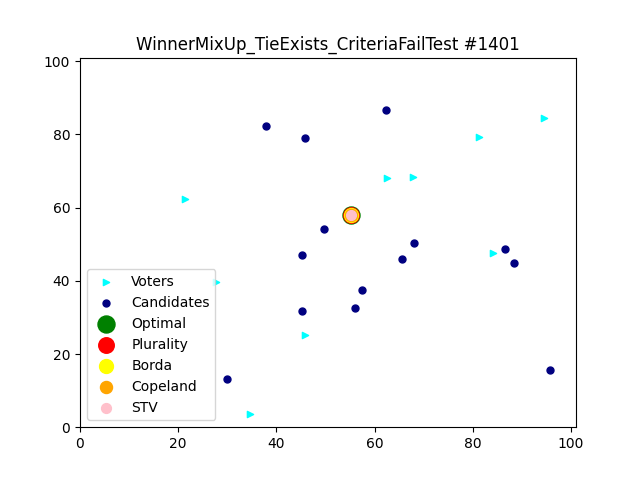 WinnerMixUp_TieExists_CriteriaFailTest #1401
100
80
60
40
20
0
Voters
Candidates
Optimal
Plurality
Borda
Copeland
STV
0 20 40 60 80 100